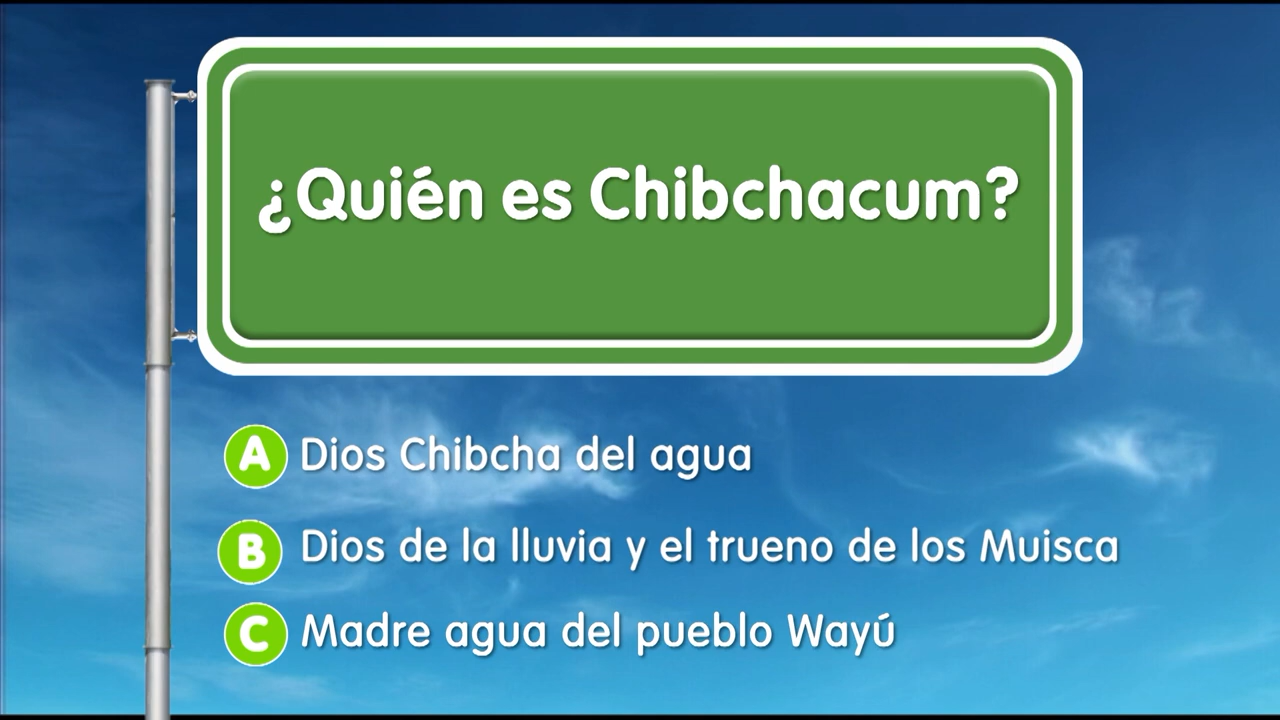 ¿Quién es Chibchacum?
A Dios Chibcha del agua
B Dios de la lluvia y el trueno de los Muisca
C Madre agua del pueblo Wayú